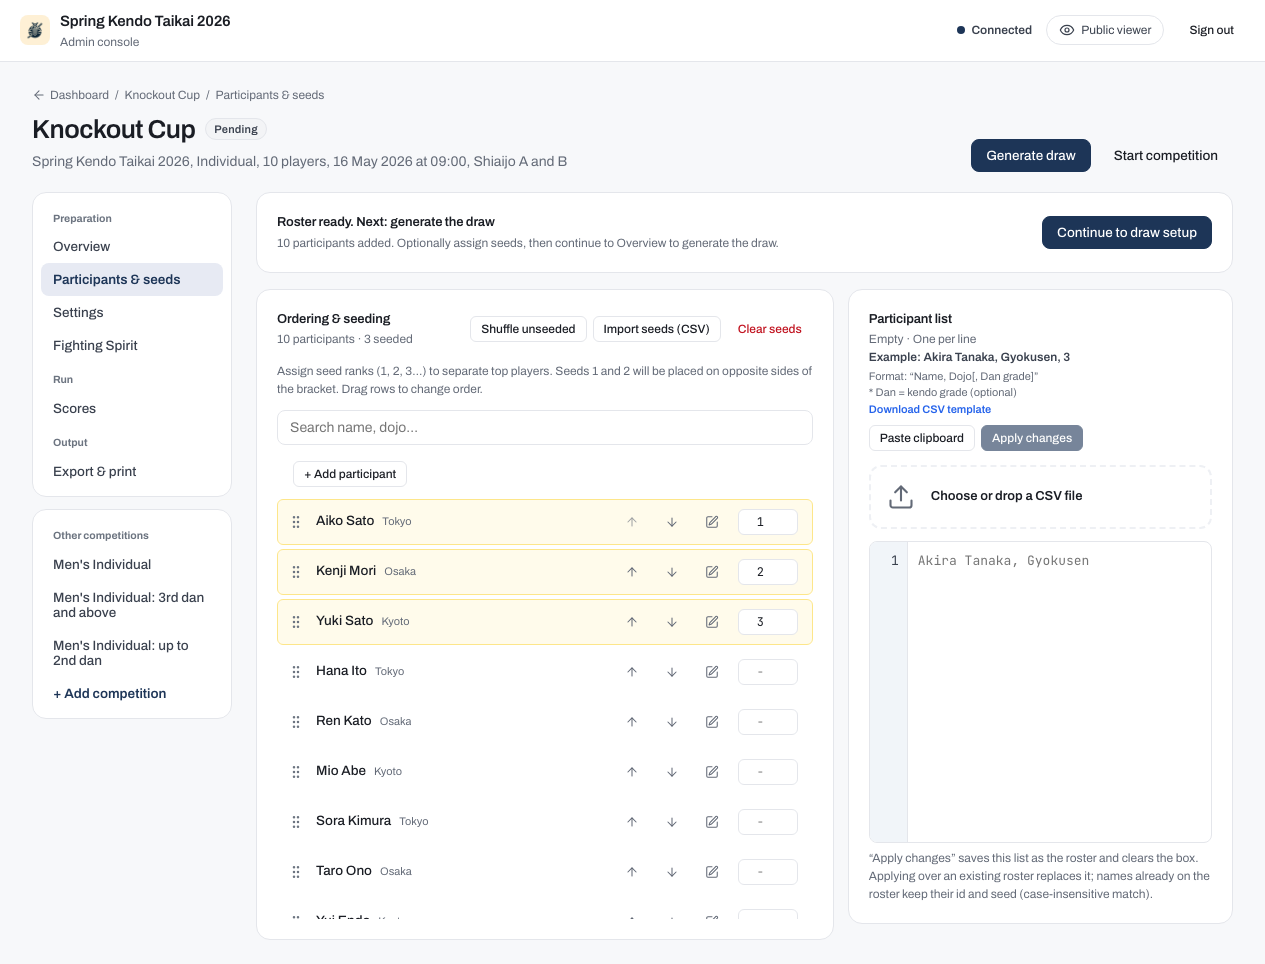 Spring Kendo Taikai 2026
Admin console
Connected
Public viewer
Sign out
Dashboard / Knockout Cup / Participants & seeds
Knockout Cup
Pending
Spring Kendo Taikai 2026, Individual, 10 players, 16 May 2026 at 09:00, Shiaijo A and B
Generate draw
Start competition
Preparation
Overview
Participants & seeds
Settings
Fighting Spirit
Run
Scores
Output
Export & print
Other competitions
Men's Individual
Men's Individual: 3rd dan
and above
Men's Individual: up to
2nd dan
+ Add competition
Roster ready. Next: generate the draw
10 participants added. Optionally assign seeds, then continue to Overview to generate the draw.
Continue to draw setup
Ordering & seeding
10 participants · 3 seeded
Shuffle unseeded
Import seeds (CSV)
Clear seeds
Assign seed ranks (1, 2, 3...) to separate top players. Seeds 1 and 2 will be placed on opposite sides of
the bracket. Drag rows to change order.
Search name, dojo...
+ Add participant
Aiko Sato Tokyo 1
Kenji Mori Osaka 2
Yuki Sato Kyoto 3
Hana Ito Tokyo -
Ren Kato Osaka -
Mio Abe Kyoto -
Sora Kimura Tokyo -
Taro Ono Osaka -
Participant list
Empty · One per line
Example: Akira Tanaka, Gyokusen, 3
Format: “Name, Dojo[, Dan grade]”
* Dan = kendo grade (optional)
Download CSV template
Paste clipboard
Apply changes
Choose or drop a CSV file
1 Akira Tanaka, Gyokusen
“Apply changes” saves this list as the roster and clears the box.
Applying over an existing roster replaces it; names already on the
roster keep their id and seed (case-insensitive match).